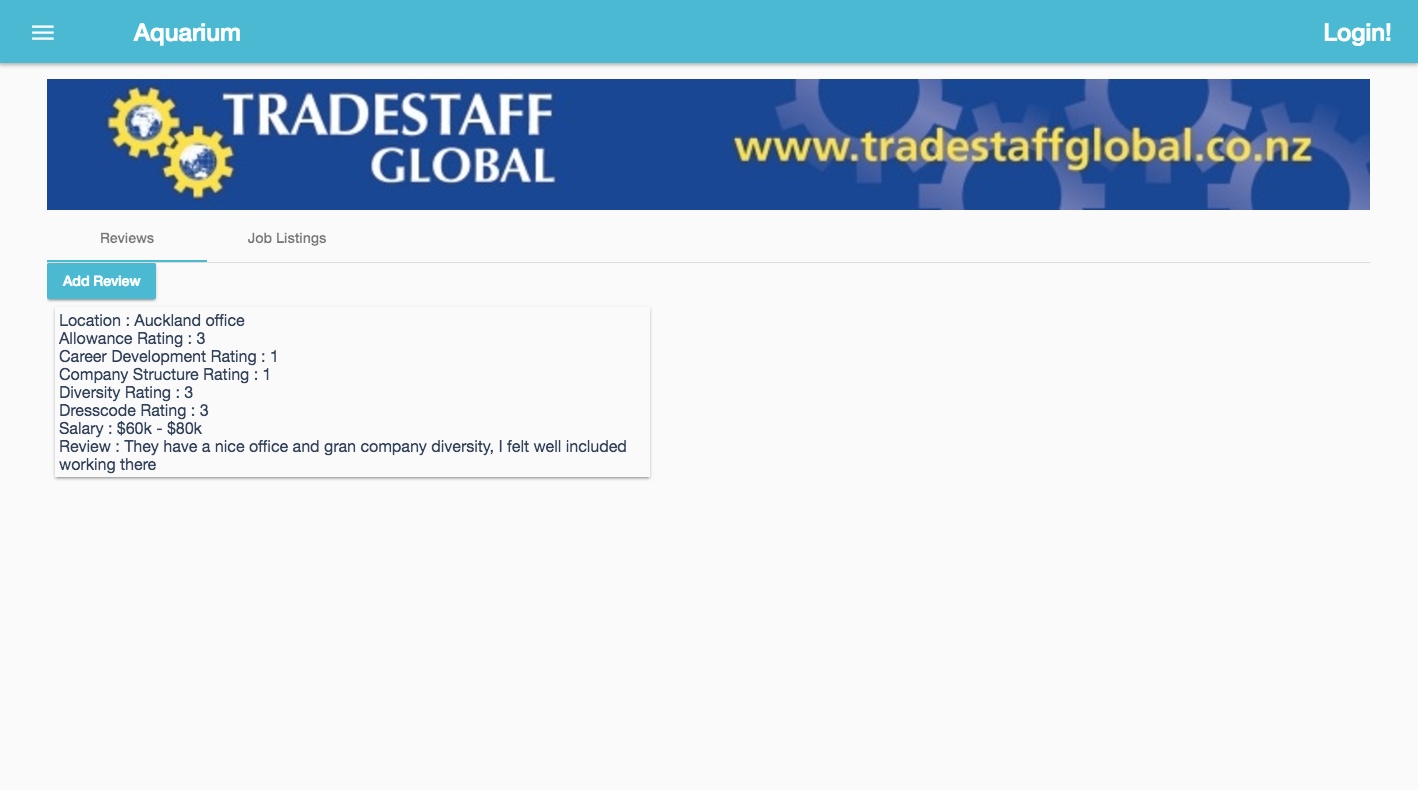 Aquarium
Login!
TRADESTAFF
GLOBAL
www.tradestaffglobal.co.nz
Reviews
Job Listings
Add Review
Location : Auckland office
Allowance Rating : 3
Career Development Rating : 1
Company Structure Rating : 1
Diversity Rating : 3
Dresscode Rating : 3
Salary : $60k - $80k
Review : They have a nice office and gran company diversity, I felt well included
working there